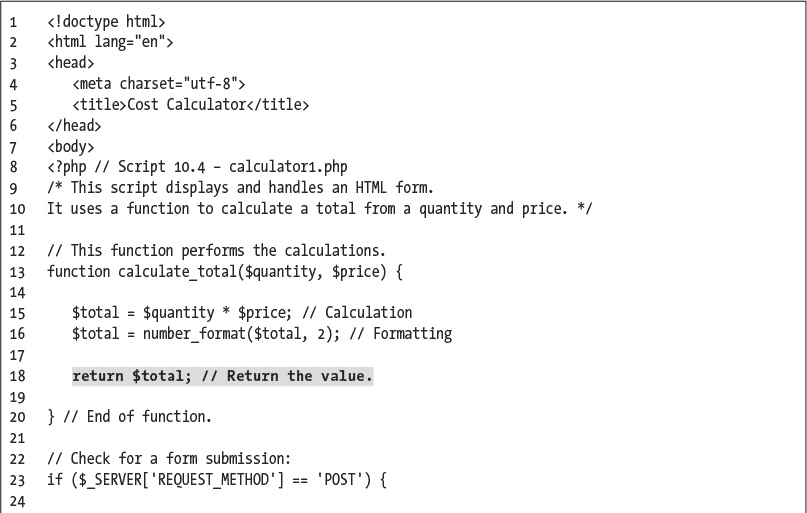 1 <!doctype html>
2 <html lang="en">
3 <head>
4 <meta charset="utf-8">
5 <title>Cost Calculator</title>
6 </head>
7 <body>
8 <?php // Script 10.4 – calculator1.php
9 /* This script displays and handles an HTML form.
10 It uses a function to calculate a total from a quantity and price. */
11
12 // This function performs the calculations.
13 function calculate_total($quantity, $price) {
14
15 $total = $quantity * $price; // Calculation
16 $total = number_format($total, 2); // Formatting
17
18 return $total; // Return the value.
19
20 } // End of function.
21
22 // Check for a form submission:
23 if ($_SERVER['REQUEST_METHOD'] == 'POST') {
24